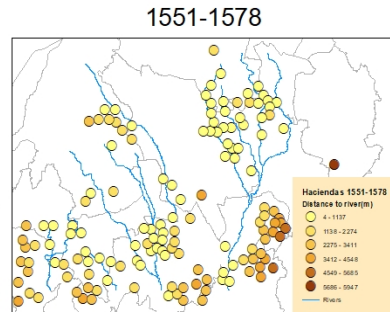 1551-1578
Haciendas 1551-1578
Distance to river(m)
4 - 1137
1138 - 2274
2275 - 3411
3412 - 4548
4549 - 5685
5686 - 5947
Rivers